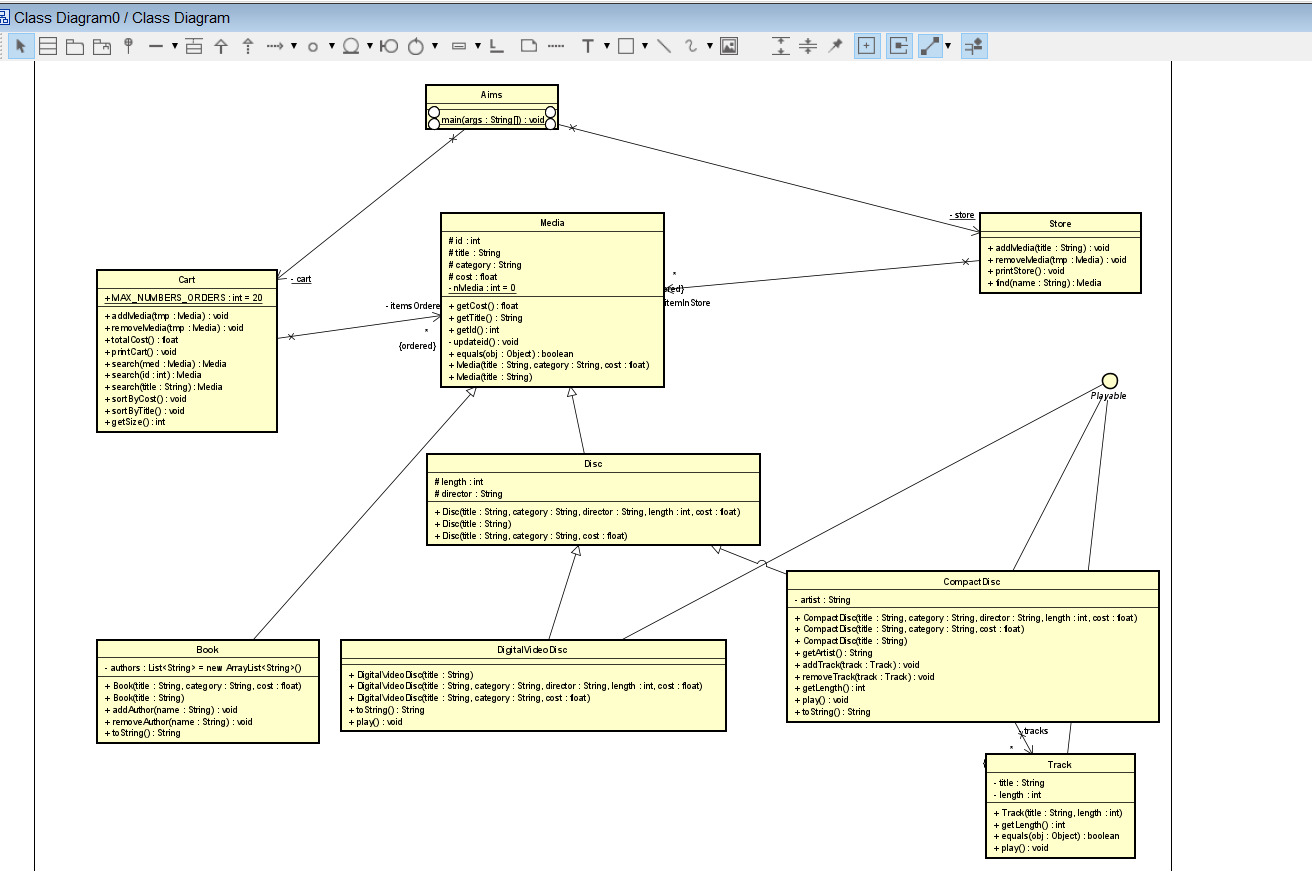 Class Diagram0 / Class Diagram
Aims
main(args : String[]) : void
- store
Store
+ addMedia(title : String) : void
+ removeMedia(tmp : Media) : void
+ printStore() : void
+ find(name : String) : Media
Media
# id : int
# title : String
# category : String
# cost : float
- nMedia : int = 0
+ getCost() : float
+ getTitle() : String
+ getId() : int
- updateid() : void
+ equals(obj : Object) : boolean
+ Media(title : String, category : String, cost : float)
+ Media(title : String)
*
itemInStore
- cart
Cart
+ MAX_NUMBERS_ORDERS : int = 20
+ addMedia(tmp : Media) : void
+ removeMedia(tmp : Media) : void
+ totalCost() : float
+ printCart() : void
+ search(med : Media) : Media
+ search(id : int) : Media
+ search(title : String) : Media
+ sortByCost() : void
+ sortByTitle() : void
+ getSize() : int
- itemsOrdere
*
{ordered}
Playable
Disc
# length : int
# director : String
+ Disc(title : String, category : String, director : String, length : int, cost : float)
+ Disc(title : String)
+ Disc(title : String, category : String, cost : float)
CompactDisc
- artist : String
+ CompactDisc(title : String, category : String, director : String, length : int, cost : float)
+ CompactDisc(title : String, category : String, cost : float)
+ CompactDisc(title : String)
+ getArtist() : String
+ addTrack(track : Track) : void
+ removeTrack(track : Track) : void
+ getLength() : int
+ play() : void
+ toString() : String
Book
- authors : List<String> = new ArrayList<String>()
+ Book(title : String, category : String, cost : float)
+ Book(title : String)
+ addAuthor(name : String) : void
+ removeAuthor(name : String) : void
+ toString() : String
DigitalVideoDisc
+ DigitalVideoDisc(title : String)
+ DigitalVideoDisc(title : String, category : String, director : String, length : int, cost : float)
+ DigitalVideoDisc(title : String, category : String, cost : float)
+ toString() : String
+ play() : void
tracks
*
Track
- title : String
- length : int
+ Track(title : String, length : int)
+ getLength() : int
+ equals(obj : Object) : boolean
+ play() : void